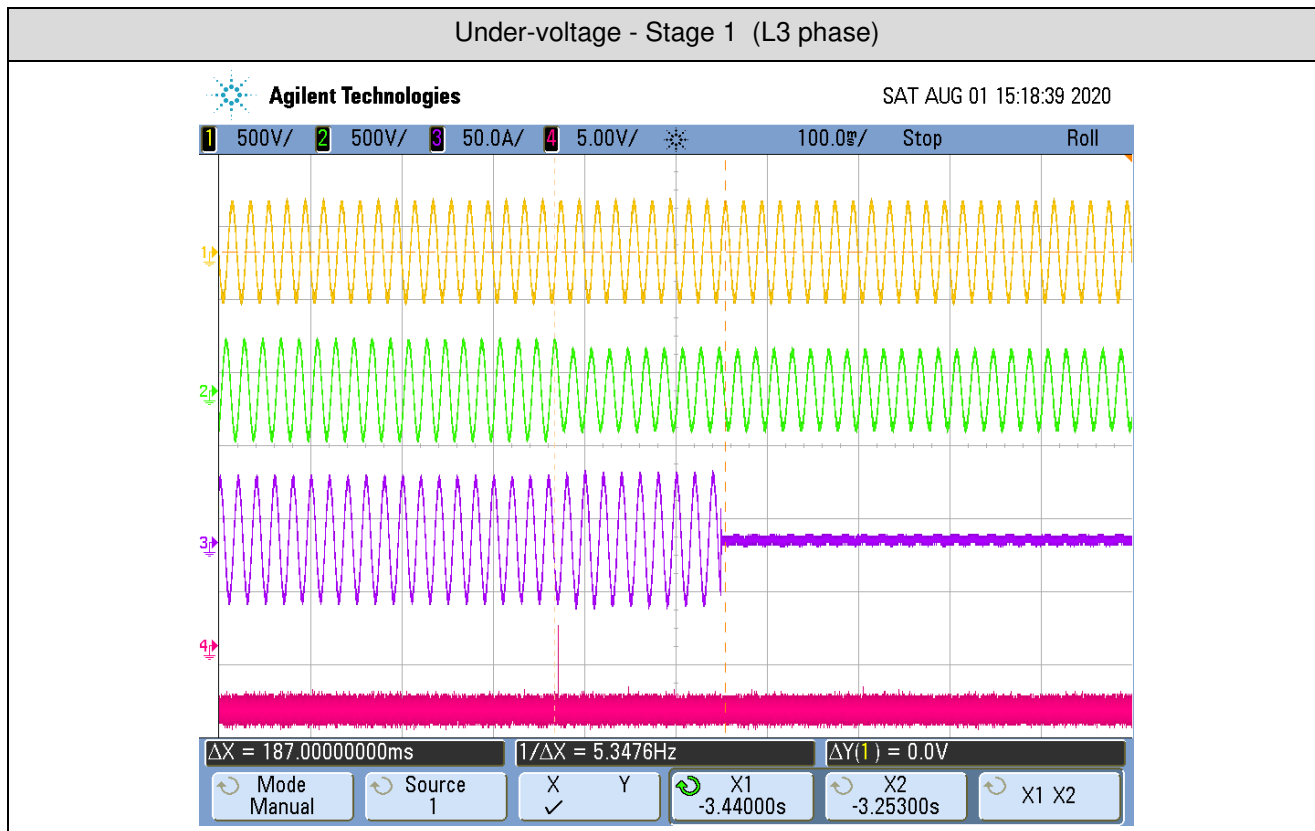 Under-voltage - Stage 1 (L3 phase)
Agilent Technologies SAT AUG 01 15:18:39 2020
1 500V/ 2 500V/ 3 50.0A/ 4 5.00V/ 100.0ms/ Stop Roll
1
2
3
4
ΔX = 187.00000000ms 1/ΔX = 5.3476Hz ΔY(1) = 0.0V
Mode Source X Y X1 X2 X1 X2
Manual 1 ✓ -3.44000s -3.25300s